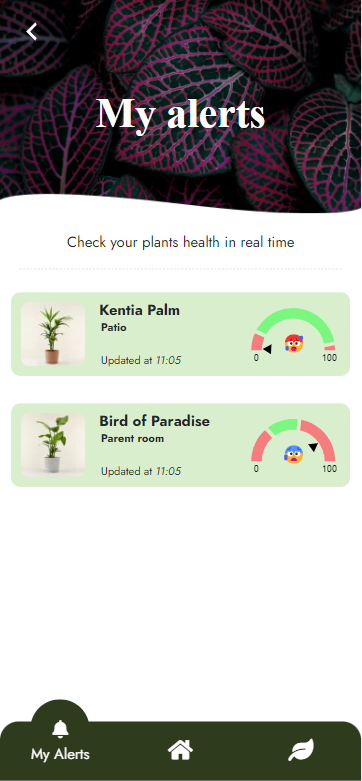 My alerts
Check your plants health in real time
Kentia Palm
Patio
Updated at 11:05
0 100
Bird of Paradise
Parent room
Updated at 11:05
0 100
My Alerts